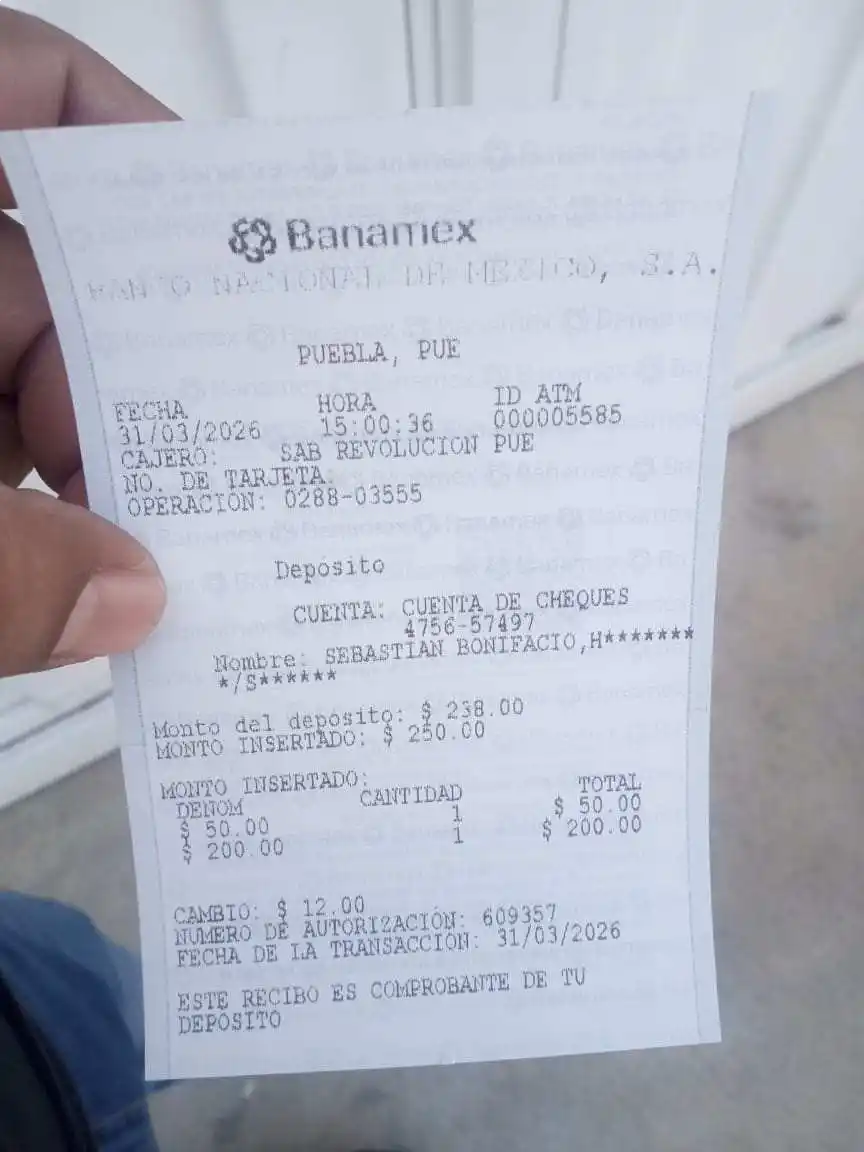 Banamex
BANCO NACIONAL DE MEXICO, S.A.
PUEBLA, PUE
FECHA HORA ID ATM
31/03/2026 15:00:36 000005585
CAJERO: SAB REVOLUCION PUE
NO. DE TARJETA:
OPERACIÓN: 0288-03555
Depósito
CUENTA: CUENTA DE CHEQUES
4756-57497
Nombre: SEBASTIAN BONIFACIO,H*******
*/S******
Monto del depósito: $ 238.00
MONTO INSERTADO: $ 250.00
MONTO INSERTADO:
DENOM CANTIDAD TOTAL
$ 50.00 1 $ 50.00
$ 200.00 1 $ 200.00
CAMBIO: $ 12.00
NUMERO DE AUTORIZACIÓN: 609357
FECHA DE LA TRANSACCIÓN: 31/03/2026
ESTE RECIBO ES COMPROBANTE DE TU
DEPOSITO